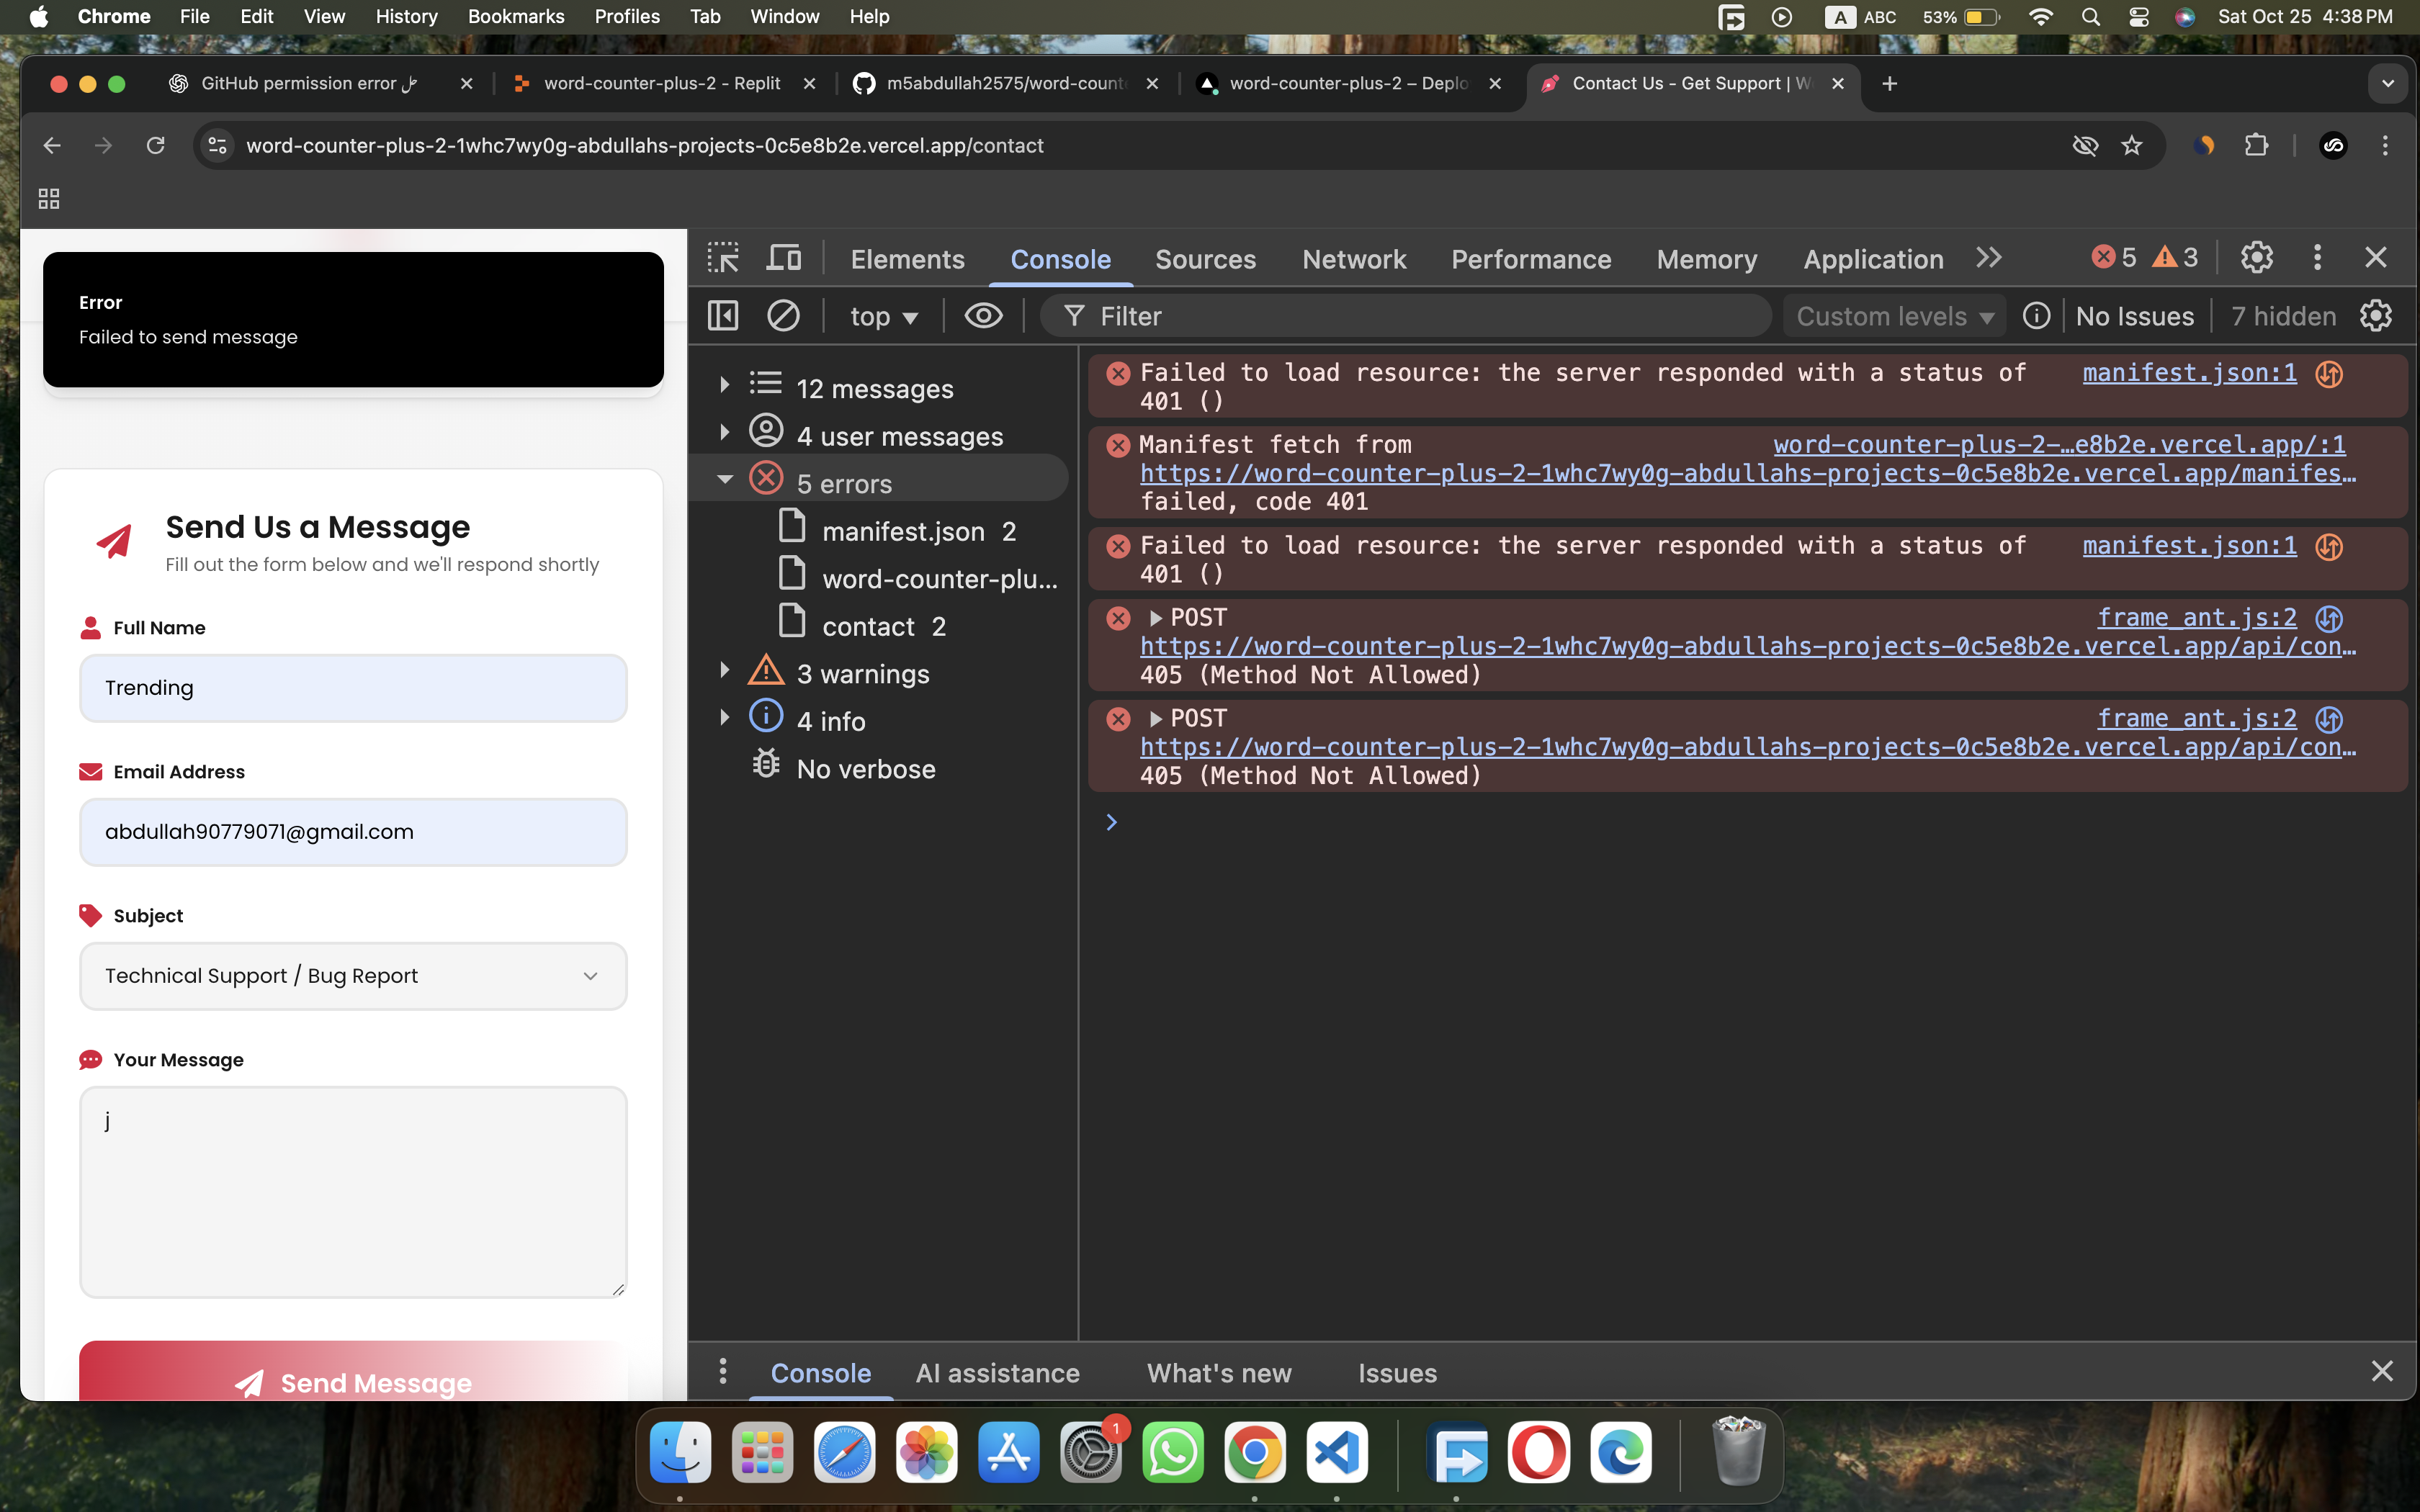 Chrome File Edit View History Bookmarks Profiles Tab Window Help A ABC 53% Sat Oct 25 4:38 PM
GitHub permission error حل
word-counter-plus-2 - Replit
m5abdullah2575/word-counte
word-counter-plus-2 – Deplo
Contact Us - Get Support | W
word-counter-plus-2-1whc7wy0g-abdullahs-projects-0c5e8b2e.vercel.app/contact
Error
Failed to send message
Send Us a Message
Fill out the form below and we'll respond shortly
Full Name
Trending
Email Address
abdullah90779071@gmail.com
Subject
Technical Support / Bug Report
Your Message
j
Send Message
Elements Console Sources Network Performance Memory Application 5 3
top Filter Custom levels No Issues 7 hidden
12 messages
4 user messages
5 errors
manifest.json 2
word-counter-plu...
contact 2
3 warnings
4 info
No verbose
Failed to load resource: the server responded with a status of manifest.json:1
401 ()
Manifest fetch from word-counter-plus-2-…e8b2e.vercel.app/:1
https://word-counter-plus-2-1whc7wy0g-abdullahs-projects-0c5e8b2e.vercel.app/manifes…
failed, code 401
Failed to load resource: the server responded with a status of manifest.json:1
401 ()
POST frame_ant.js:2
https://word-counter-plus-2-1whc7wy0g-abdullahs-projects-0c5e8b2e.vercel.app/api/con…
405 (Method Not Allowed)
POST frame_ant.js:2
https://word-counter-plus-2-1whc7wy0g-abdullahs-projects-0c5e8b2e.vercel.app/api/con…
405 (Method Not Allowed)
Console AI assistance What's new Issues
1